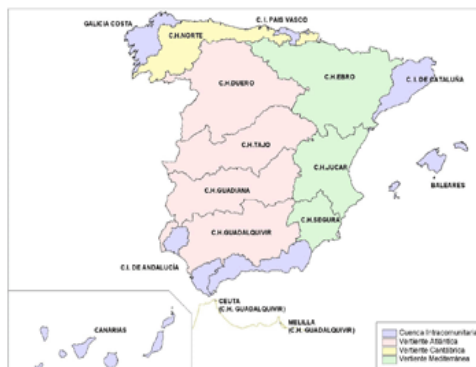 GALICIA COSTA
C. I. PAIS VASCO
C.H.NORTE
C.H.EBRO
C. I. DE CATALUÑA
C.H.DUERO
C.H.TAJO
C.H.JUCAR
BALEARES
C.H.GUADIANA
C.H.SEGURA
C.H.GUADALQUIVIR
C.I. DE ANDALUCÍA
CEUTA
(C.H. GUADALQUIVIR)
MELILLA
(C.H. GUADALQUIVIR)
CANARIAS
Cuenca Intracomunitaria
Vertiente Atlántica
Vertiente Cantábrica
Vertiente Mediterránea